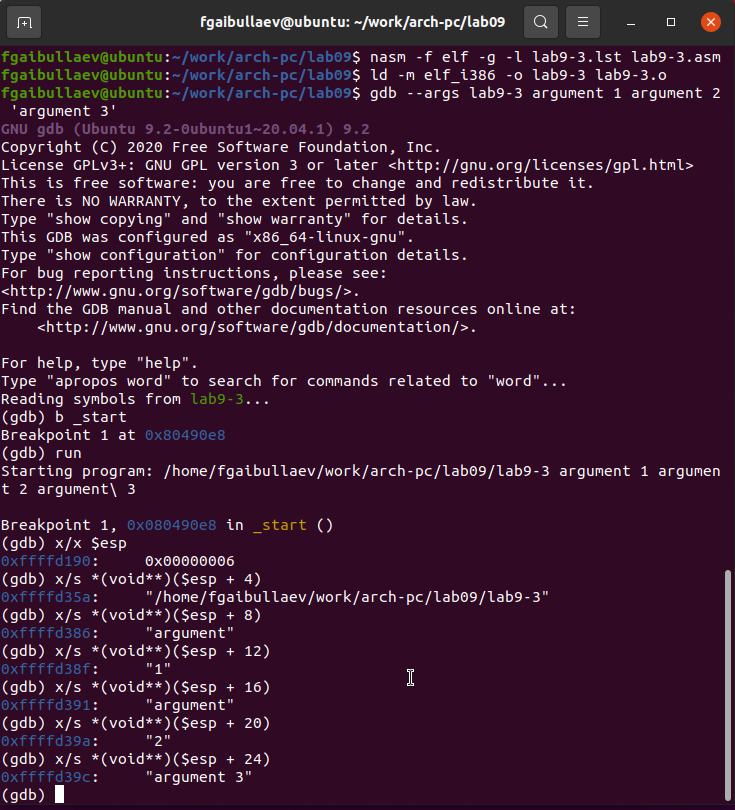 fgaibullaev@ubuntu: ~/work/arch-pc/lab09
fgaibullaev@ubuntu:~/work/arch-pc/lab09$ nasm -f elf -g -l lab9-3.lst lab9-3.asm
fgaibullaev@ubuntu:~/work/arch-pc/lab09$ ld -m elf_i386 -o lab9-3 lab9-3.o
fgaibullaev@ubuntu:~/work/arch-pc/lab09$ gdb --args lab9-3 argument 1 argument 2
 'argument 3'
GNU gdb (Ubuntu 9.2-0ubuntu1~20.04.1) 9.2
Copyright (C) 2020 Free Software Foundation, Inc.
License GPLv3+: GNU GPL version 3 or later <http://gnu.org/licenses/gpl.html>
This is free software: you are free to change and redistribute it.
There is NO WARRANTY, to the extent permitted by law.
Type "show copying" and "show warranty" for details.
This GDB was configured as "x86_64-linux-gnu".
Type "show configuration" for configuration details.
For bug reporting instructions, please see:
<http://www.gnu.org/software/gdb/bugs/>.
Find the GDB manual and other documentation resources online at:
    <http://www.gnu.org/software/gdb/documentation/>.

For help, type "help".
Type "apropos word" to search for commands related to "word"...
Reading symbols from lab9-3...
(gdb) b _start
Breakpoint 1 at 0x80490e8
(gdb) run
Starting program: /home/fgaibullaev/work/arch-pc/lab09/lab9-3 argument 1 argumen
t 2 argument\ 3

Breakpoint 1, 0x080490e8 in _start ()
(gdb) x/x $esp
0xffffd190:     0x00000006
(gdb) x/s *(void**)($esp + 4)
0xffffd35a:     "/home/fgaibullaev/work/arch-pc/lab09/lab9-3"
(gdb) x/s *(void**)($esp + 8)
0xffffd386:     "argument"
(gdb) x/s *(void**)($esp + 12)
0xffffd38f:     "1"
(gdb) x/s *(void**)($esp + 16)
0xffffd391:     "argument"
(gdb) x/s *(void**)($esp + 20)
0xffffd39a:     "2"
(gdb) x/s *(void**)($esp + 24)
0xffffd39c:     "argument 3"
(gdb)